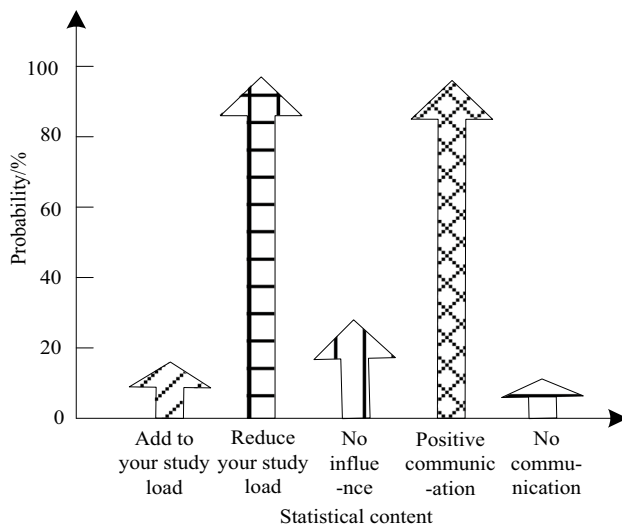 Probability/%
100
80
60
40
20
0
Add to
your study
load
Reduce
your study
load
No
influe
-nce
Positive
communic
-ation
No
commu-
nication
Statistical content